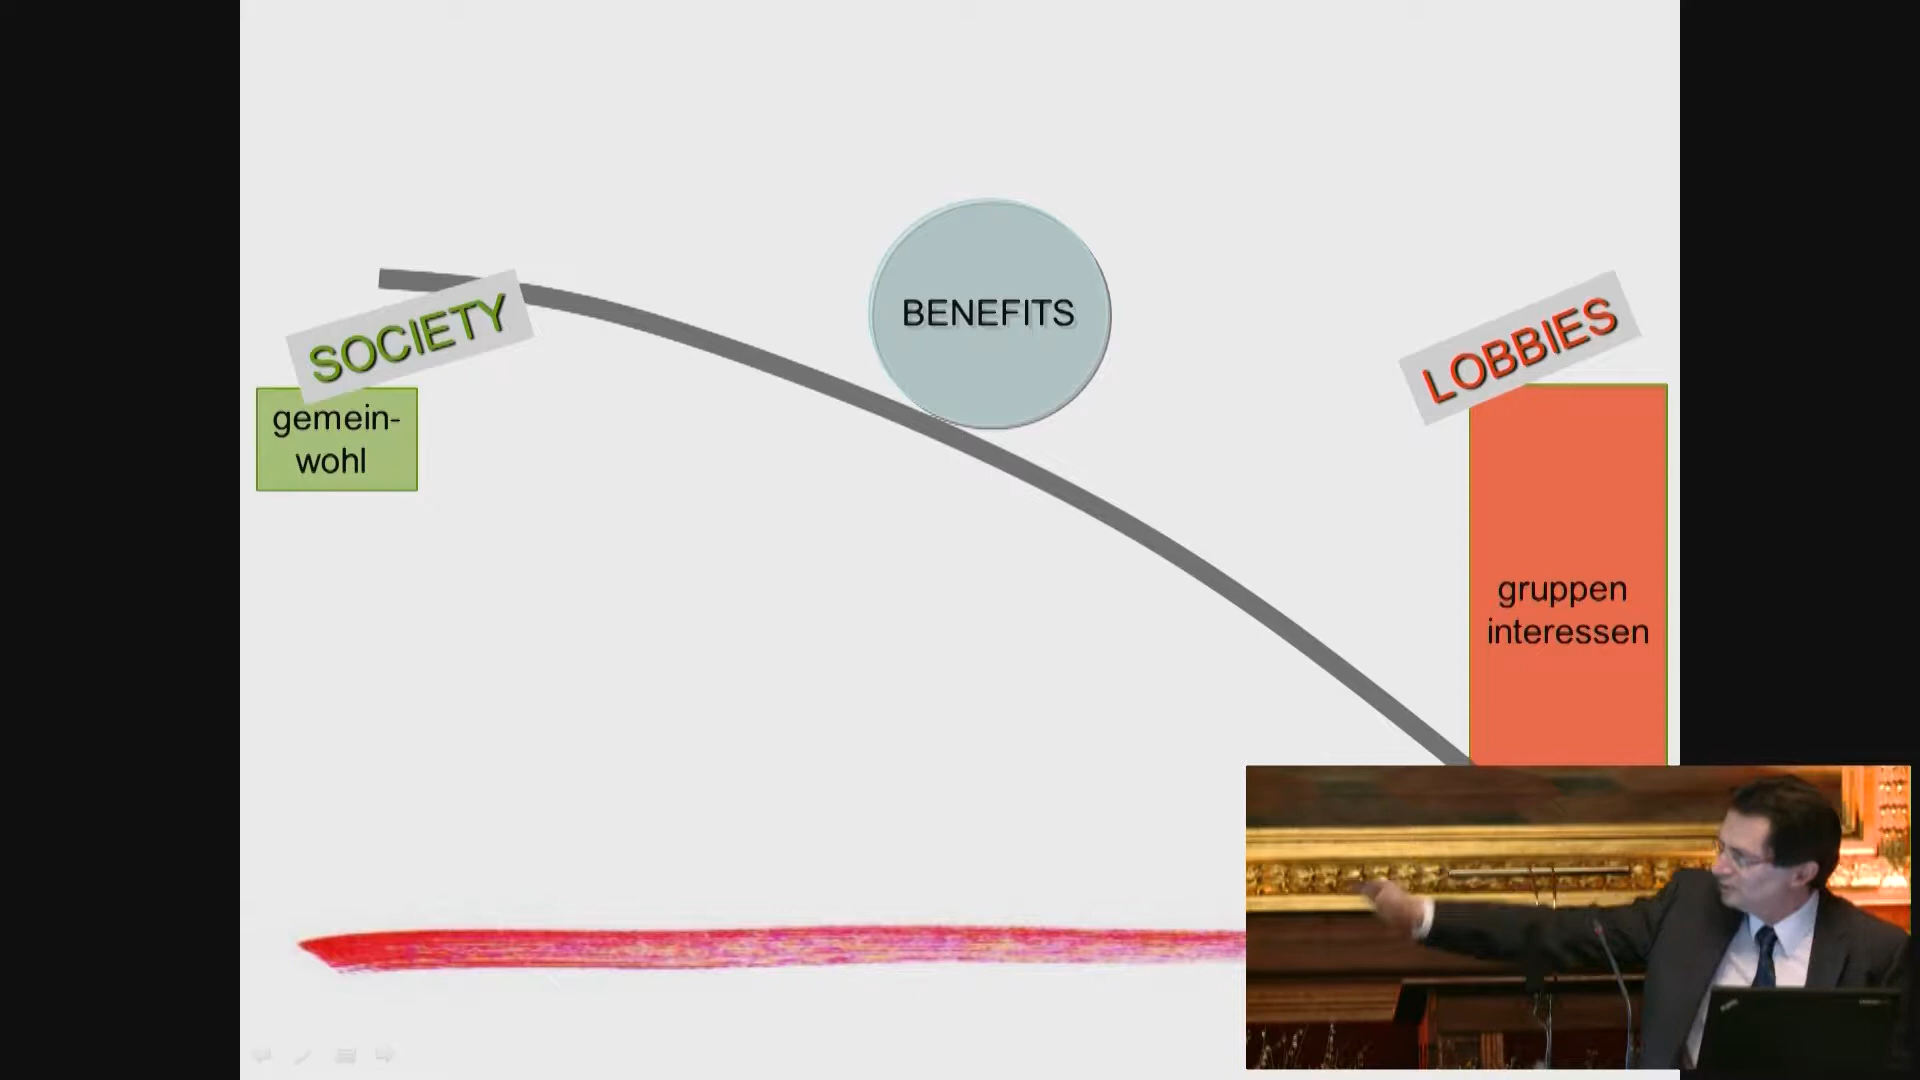 BENEFITS
SOCIETY
LOBBIES
gemein-
wohl
gruppen
interessen